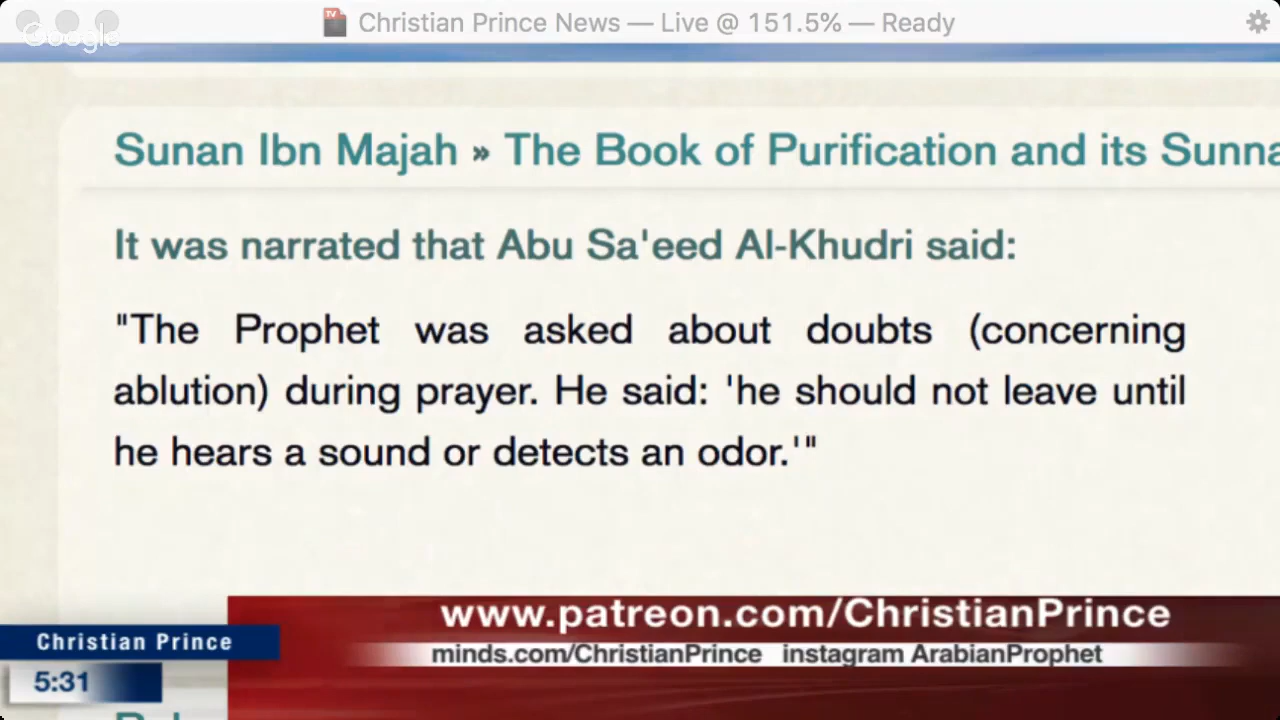 Christian Prince News — Live @ 151.5% — Ready
Google
Sunan Ibn Majah » The Book of Purification and its Sunna
It was narrated that Abu Sa'eed Al-Khudri said:
"The Prophet was asked about doubts (concerning
ablution) during prayer. He said: 'he should not leave until
he hears a sound or detects an odor.'"
www.patreon.com/ChristianPrince
Christian Prince
minds.com/ChristianPrince instagram ArabianProphet
5:31